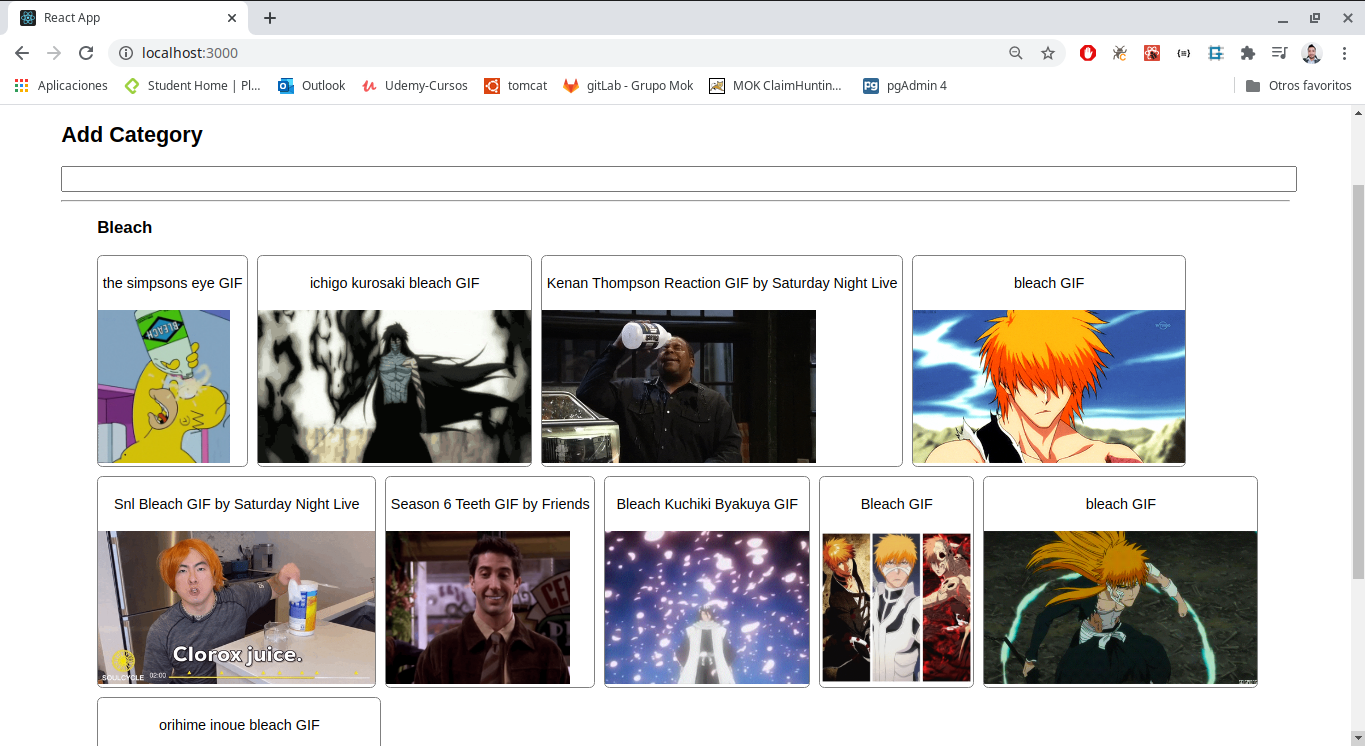 React App
localhost:3000
Aplicaciones
Student Home | Pl...
Outlook
Udemy-Cursos
tomcat
gitLab - Grupo Mok
MOK ClaimHuntin...
pgAdmin 4
Otros favoritos
Add Category
Bleach
the simpsons eye GIF
ichigo kurosaki bleach GIF
Kenan Thompson Reaction GIF by Saturday Night Live
bleach GIF
BLEACH
Snl Bleach GIF by Saturday Night Live
Season 6 Teeth GIF by Friends
Bleach Kuchiki Byakuya GIF
Bleach GIF
bleach GIF
Clorox juice.
SOULCYCLE
02:00
orihime inoue bleach GIF